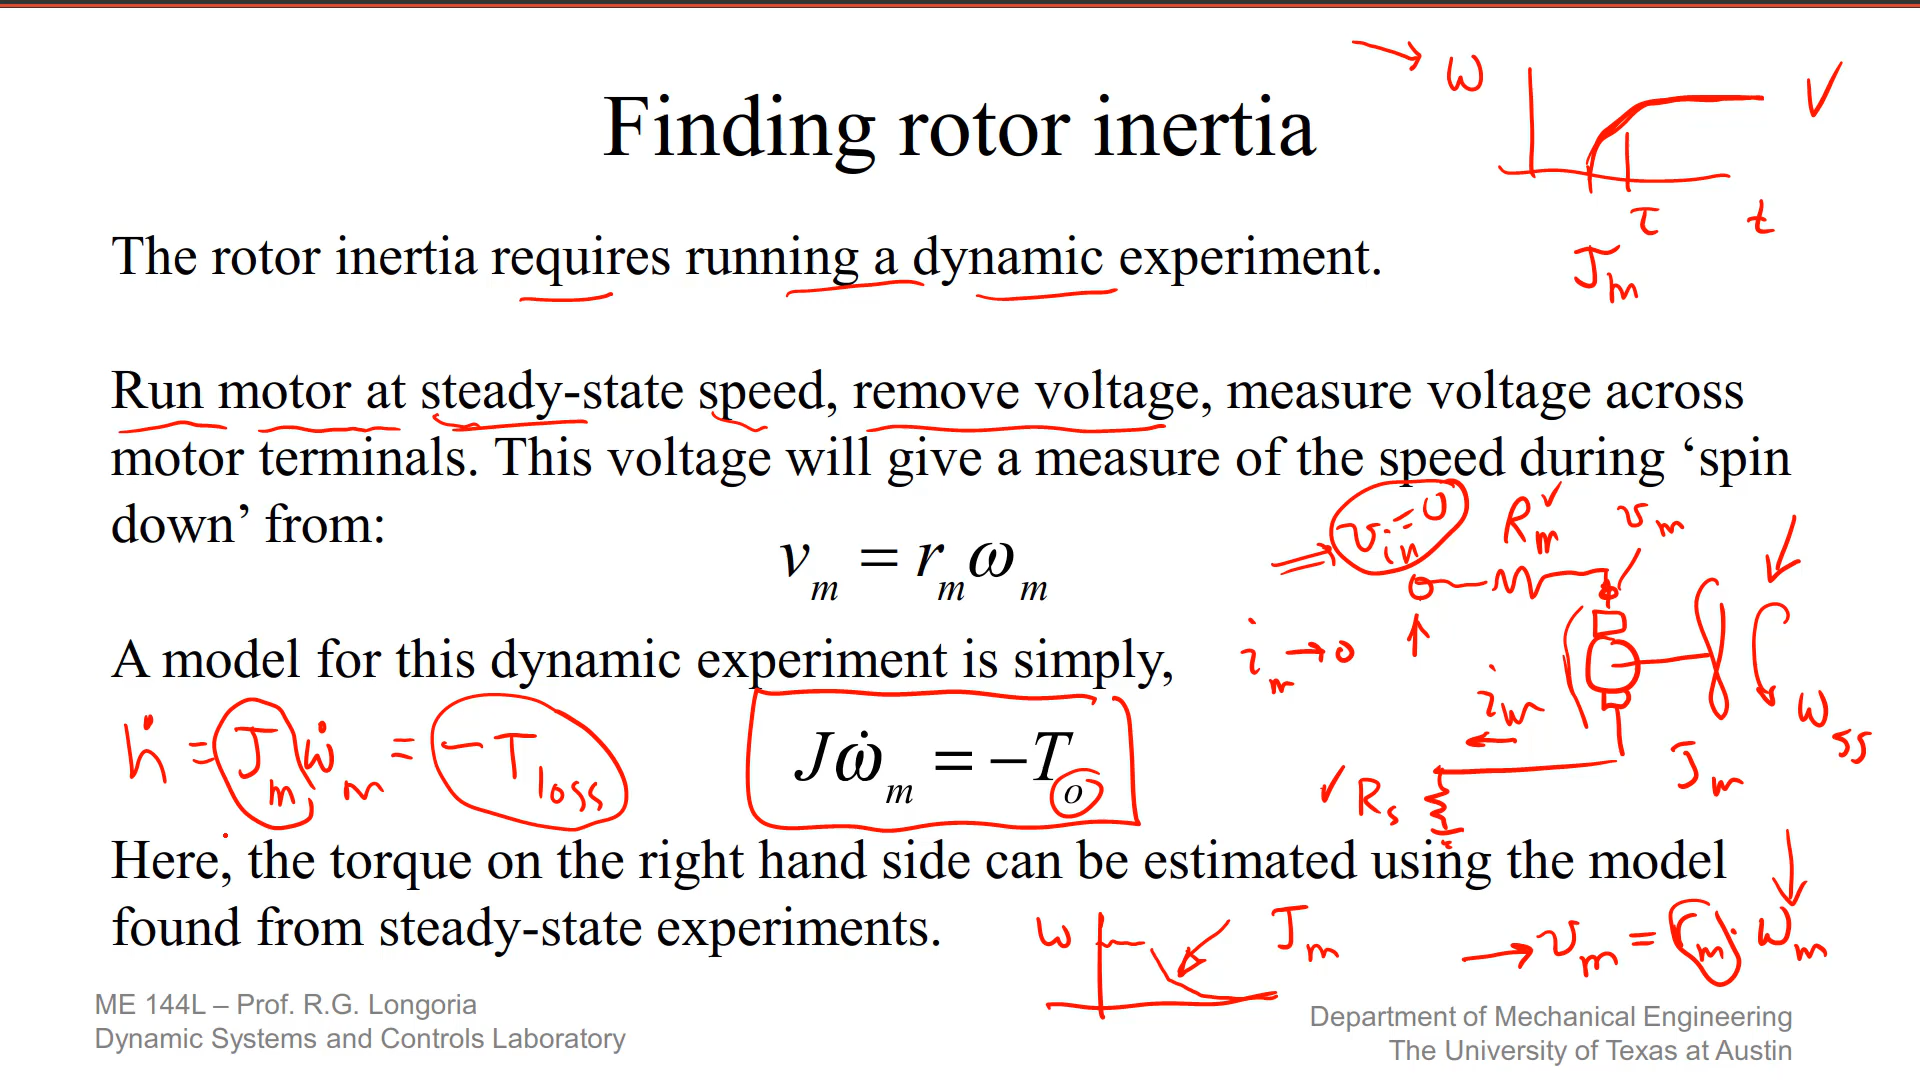 Finding rotor inertia
ω
τ
t
J_m
The rotor inertia requires running a dynamic experiment.
Run motor at steady-state speed, remove voltage, measure voltage across
motor terminals. This voltage will give a measure of the speed during ‘spin
down’ from:
v_m = r_m ω_m
v_in = 0
R_m
v_m
i_m → 0
i_m
ω_ss
J_m
R_s
A model for this dynamic experiment is simply,
ḣ = J_m ω̇_m = −T_loss
Jω̇_m = −T_o
Here, the torque on the right hand side can be estimated using the model
found from steady-state experiments.
ω
J_m
→ v_m = r_m · ω_m
ME 144L – Prof. R.G. Longoria
Dynamic Systems and Controls Laboratory
Department of Mechanical Engineering
The University of Texas at Austin